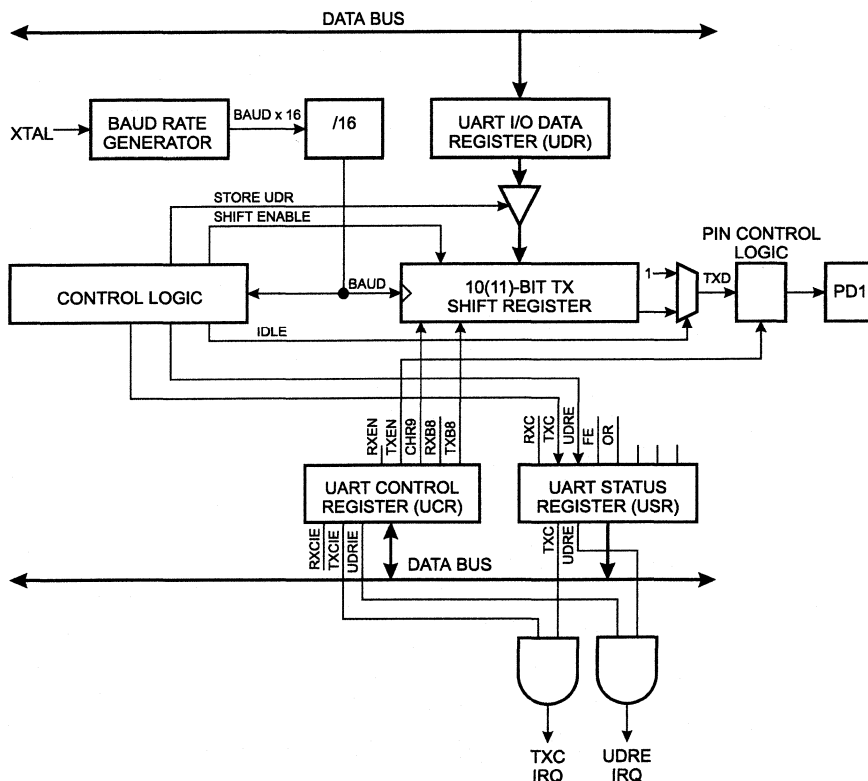 DATA BUS
XTAL
BAUD RATE
GENERATOR
BAUD x 16
/16
UART I/O DATA
REGISTER (UDR)
STORE UDR
SHIFT ENABLE
PIN CONTROL
LOGIC
CONTROL LOGIC
BAUD
10(11)-BIT TX
SHIFT REGISTER
1
TXD
PD1
IDLE
RXEN
TXEN
CHR9
RXB8
TXB8
RXC
TXC
UDRE
FE
OR
UART CONTROL
REGISTER (UCR)
UART STATUS
REGISTER (USR)
RXCIE
TXCIE
UDRIE
TXC
UDRE
DATA BUS
TXC
IRQ
UDRE
IRQ